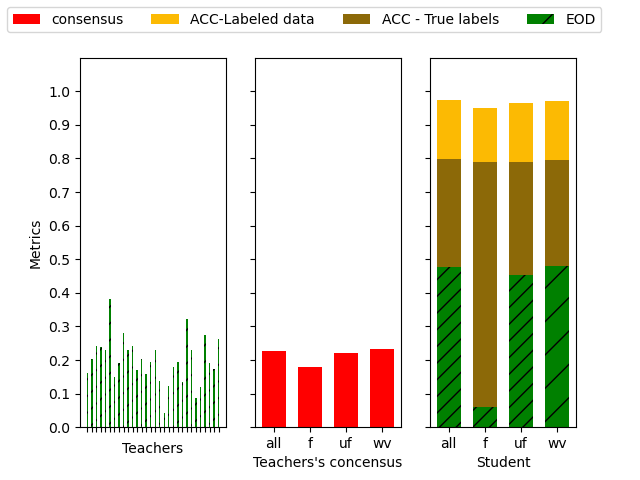 consensus ACC-Labeled data ACC - True labels EOD
1.0
0.9
0.8
0.7
0.6
0.5
0.4
0.3
0.2
0.1
0.0
Metrics
Teachers
all f uf wv
Teachers's concensus
all f uf wv
Student